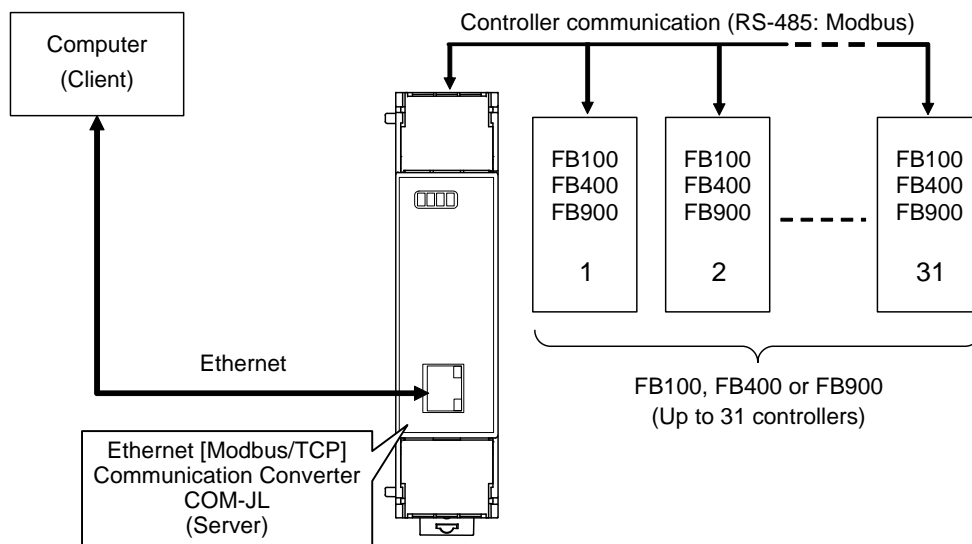 Computer
(Client)
Controller communication (RS-485: Modbus)
FB100
FB400
FB900
1
FB100
FB400
FB900
2
FB100
FB400
FB900
31
Ethernet
FB100, FB400 or FB900
(Up to 31 controllers)
Ethernet [Modbus/TCP]
Communication Converter
COM-JL
(Server)